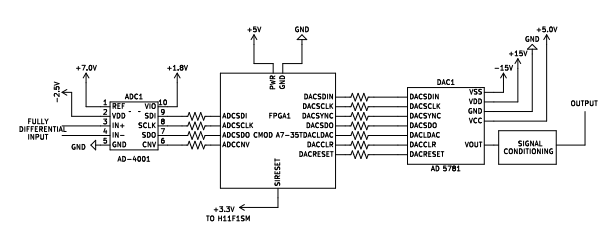 +5V
GND
+5.0V
GND
+15V
-15V
+7.0V
+1.8V
-2.5V
ADC1
1 REF VIO 10
2 VDD SDI 9
3 IN+ SCLK 8
4 IN- SDO 7
5 GND CNV 6
AD-4001
FULLY
DIFFERENTIAL
INPUT
GND
PWR
GND
FPGA1
CMOD A7-35T
ADCSDI
ADCSCLK
ADCSDO
ADCCNV
DACSDIN
DACSCLK
DACSYNC
DACSDO
DACLDAC
DACCLR
DACRESET
SIRESET
+3.3V
TO H11F1SM
DAC1
DACSDIN
DACSCLK
DACSYNC
DACSDO
DACLDAC
DACCLR
DACRESET
VSS
VDD
GND
VCC
VOUT
AD 5781
SIGNAL
CONDITIONING
OUTPUT